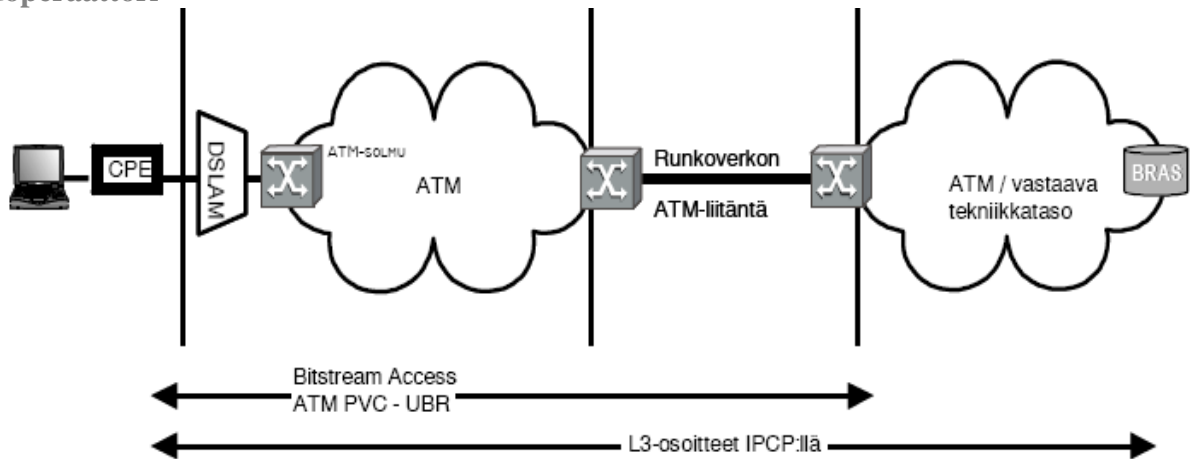 CPE
DSLAM
ATM-SOLMU
ATM
Runkoverkon
ATM-liitäntä
ATM / vastaava
tekniikkataso
BRAS
Bitstream Access
ATM PVC - UBR
L3-osoitteet IPCP:llä